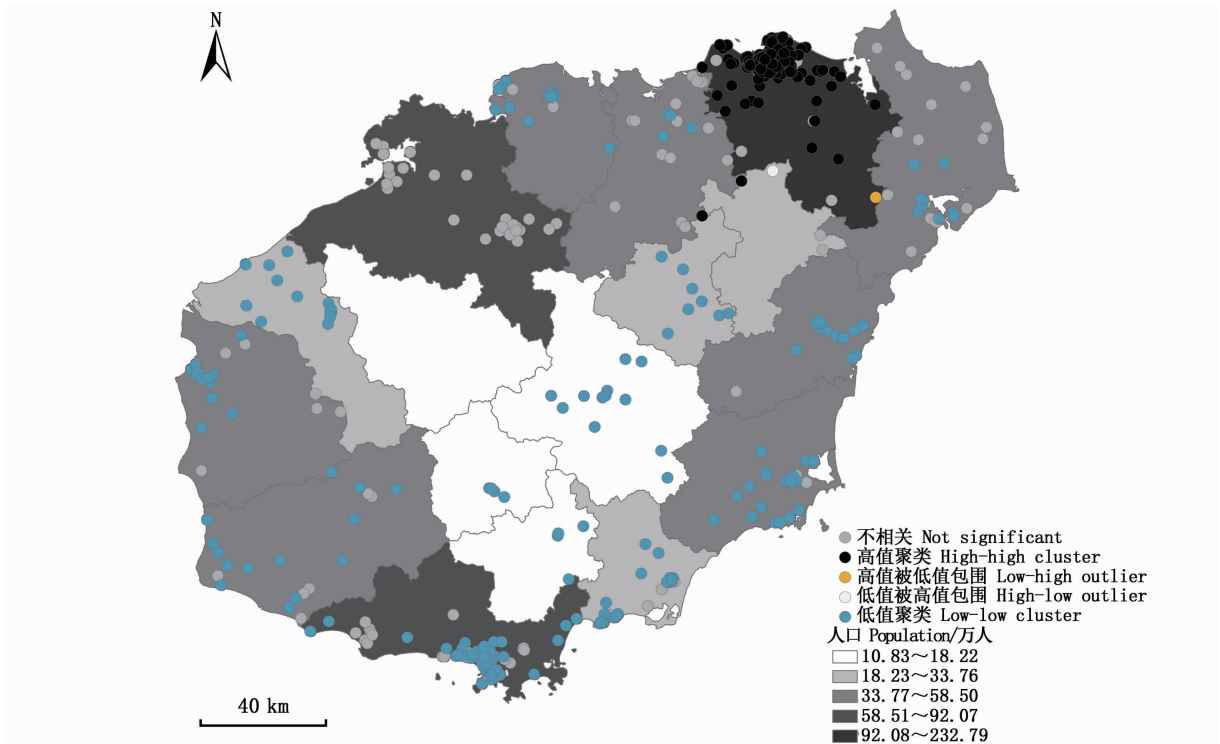 N
不相关 Not significant
高值聚类 High-high cluster
高值被低值包围 Low-high outlier
低值被高值包围 High-low outlier
低值聚类 Low-low cluster
人口 Population/万人
10.83～18.22
18.23～33.76
33.77～58.50
58.51～92.07
92.08～232.79
40 km